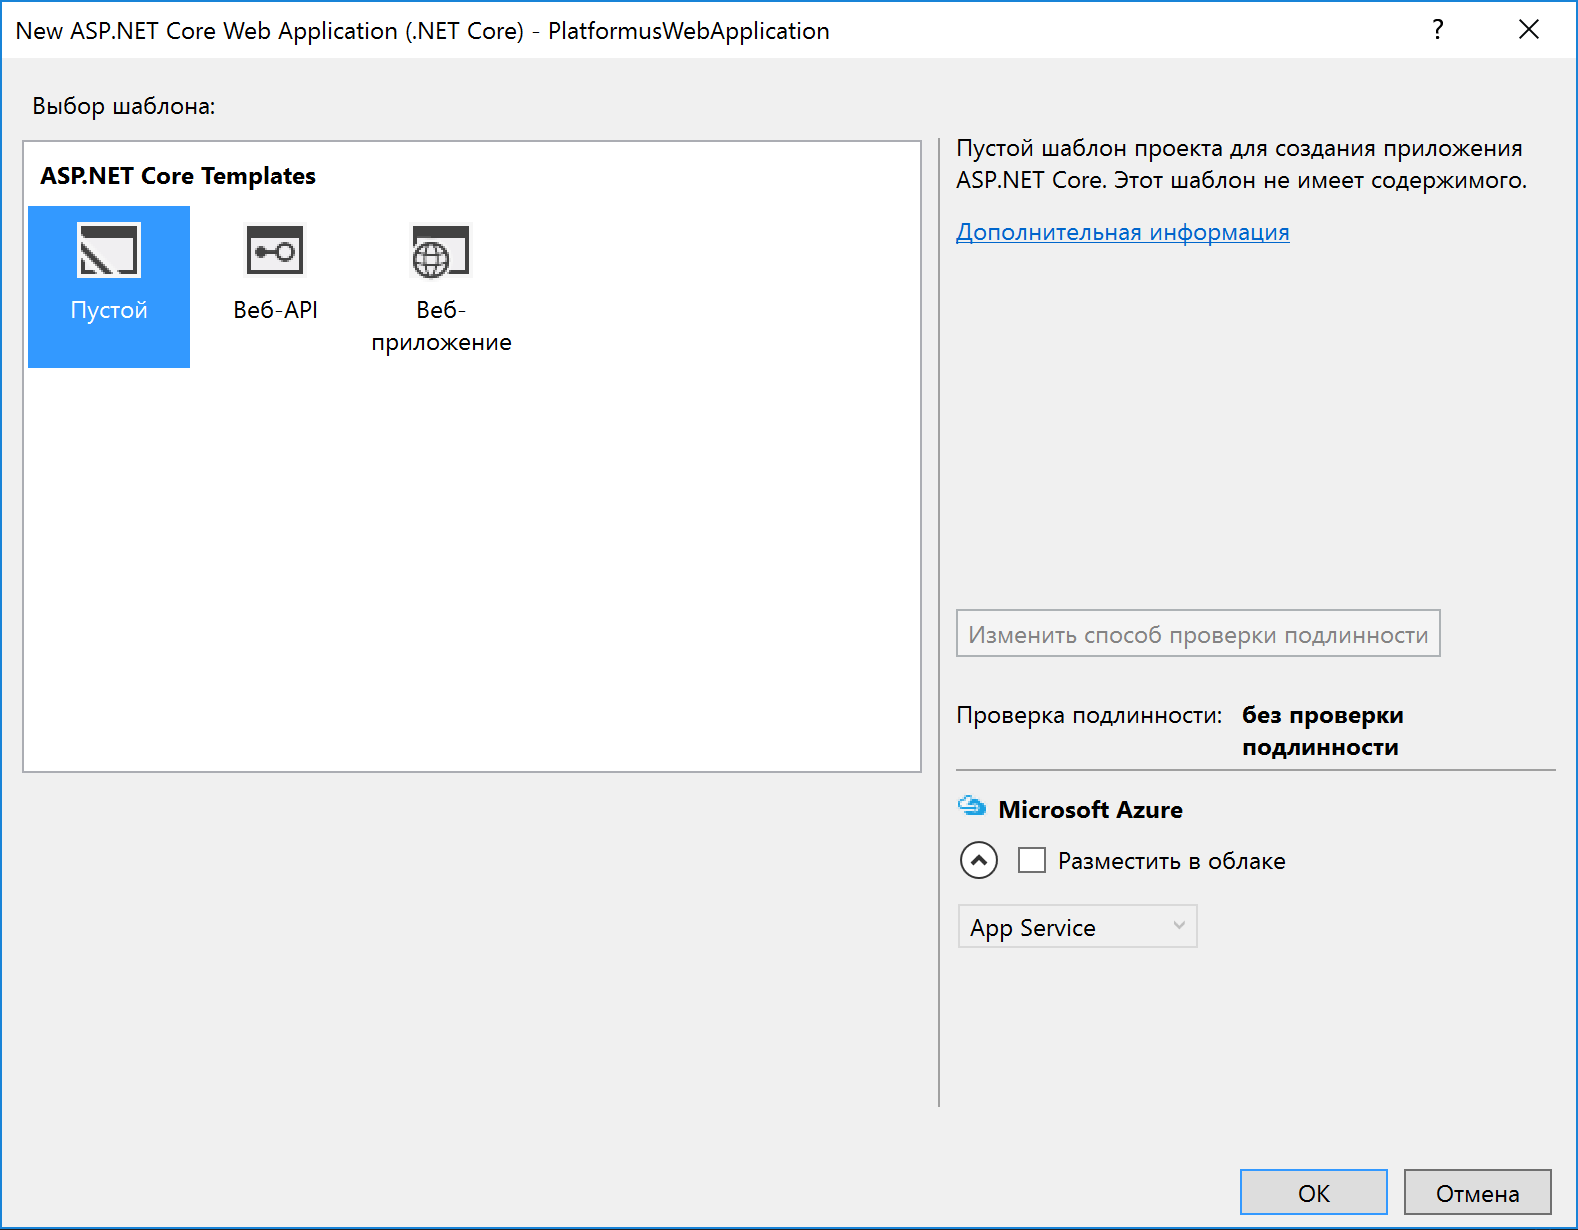 New ASP.NET Core Web Application (.NET Core) - PlatformusWebApplication
?
Выбор шаблона:
ASP.NET Core Templates
Пустой
Веб-API
Веб-
приложение
Пустой шаблон проекта для создания приложения
ASP.NET Core. Этот шаблон не имеет содержимого.
Дополнительная информация
Изменить способ проверки подлинности
Проверка подлинности: без проверки
подлинности
Microsoft Azure
Разместить в облаке
App Service
OK
Отмена